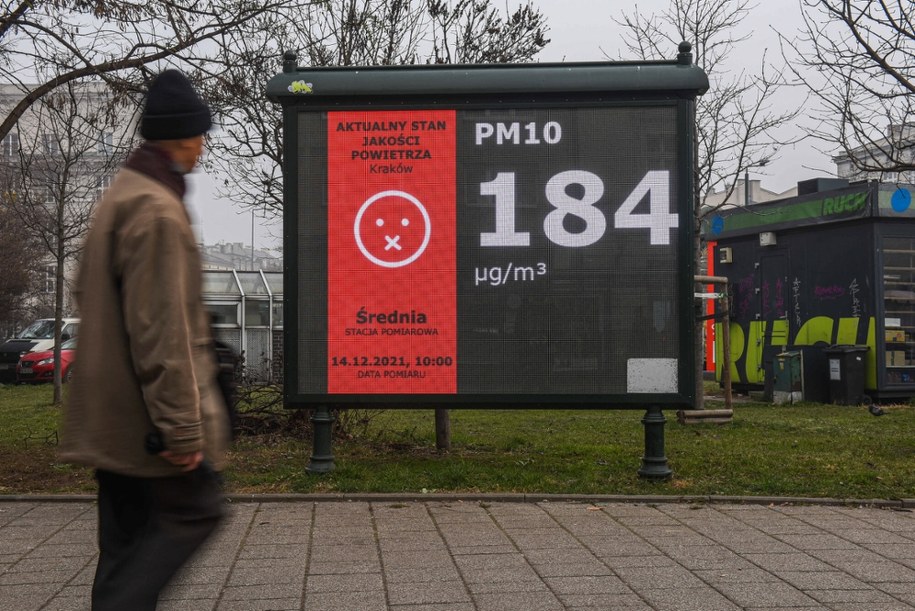 AKTUALNY STAN
JAKOŚCI
POWIETRZA
Kraków
Średnia
STACJA POMIAROWA
14.12.2021, 10:00
DATA POMIARU
PM10
184
µg/m³
RUCH
RUCH